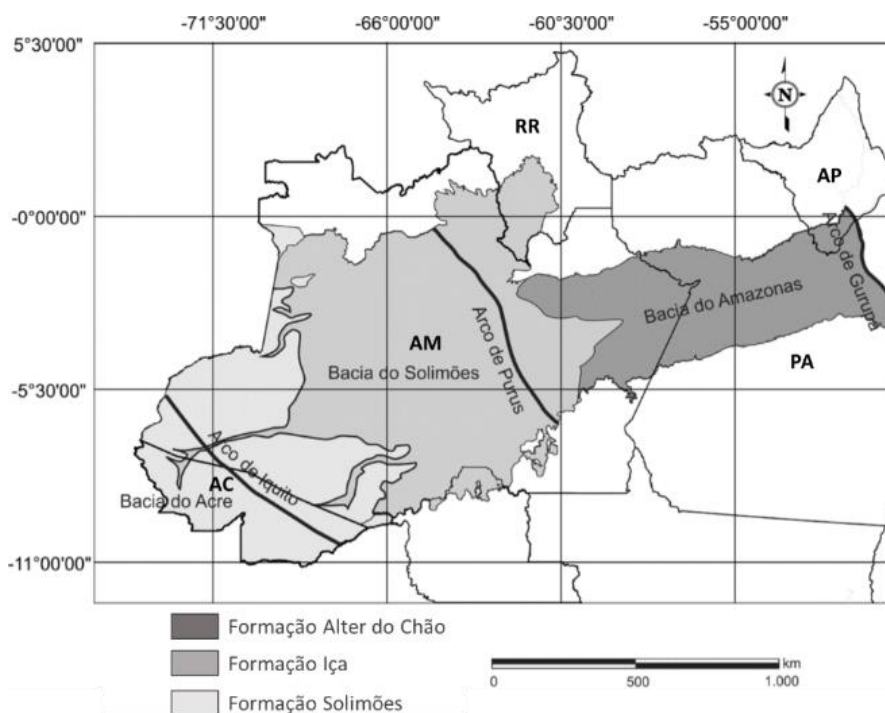 -71°30'00"
-66°00'00"
-60°30'00"
-55°00'00"
5°30'00"
-0°00'00"
-5°30'00"
-11°00'00"
N
RR
AP
Arco de Gurupá
Bacia do Amazonas
AM
Bacia do Solimões
Arco de Purus
PA
Arco de Iquito
AC
Bacia do Acre
Formação Alter do Chão
Formação Iça
Formação Solimões
km
0 500 1.000